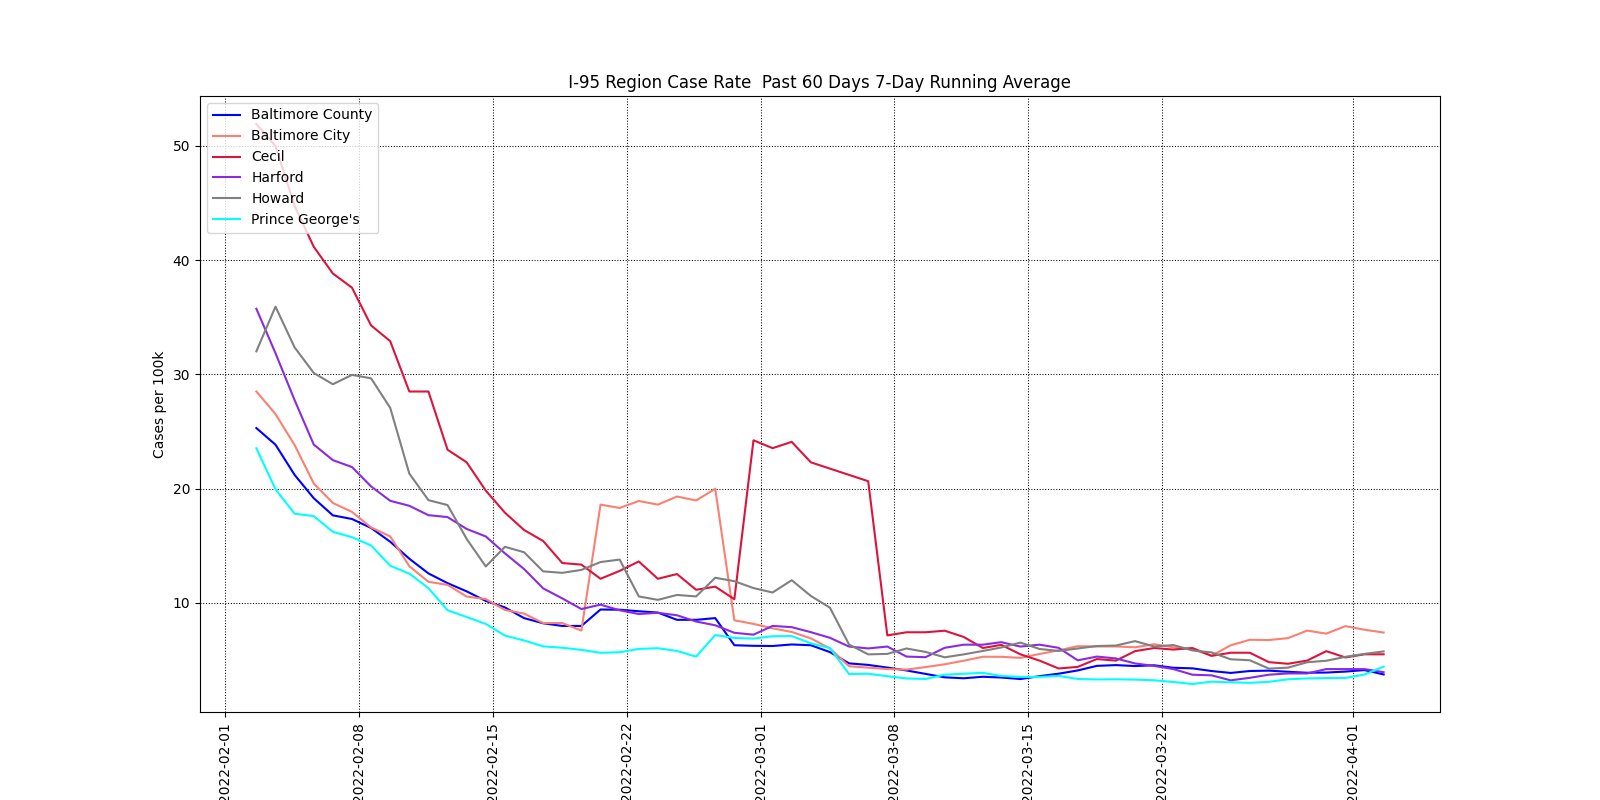 I-95 Region Case Rate  Past 60 Days 7-Day Running Average
Baltimore County
Baltimore City
Cecil
Harford
Howard
Prince George's
Cases per 100k
50
40
30
20
10
2022-02-01
2022-02-08
2022-02-15
2022-02-22
2022-03-01
2022-03-08
2022-03-15
2022-03-22
2022-04-01